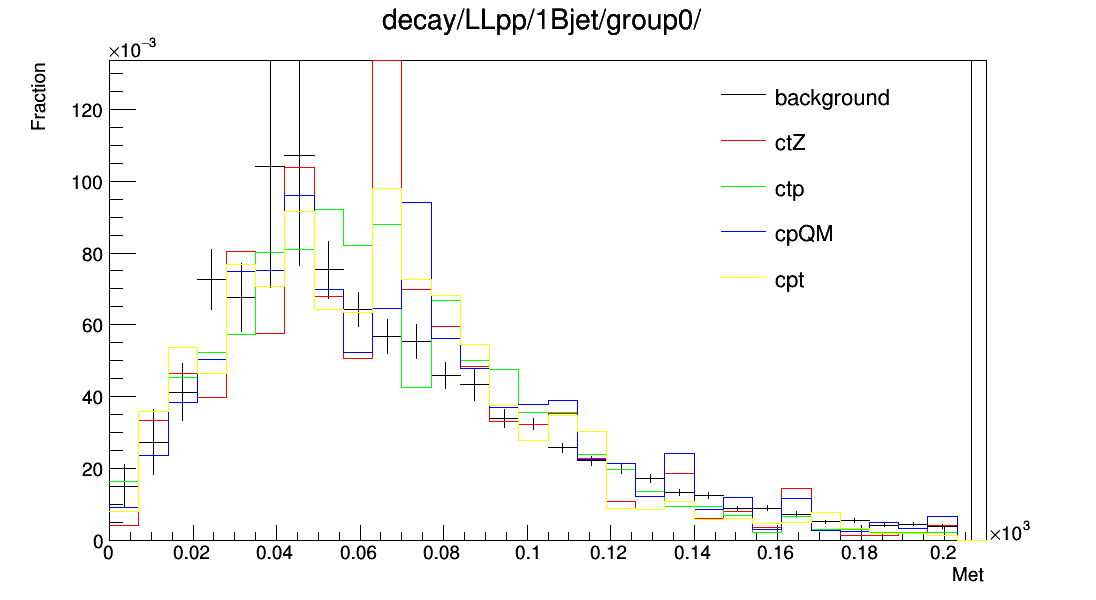 decay/LLpp/1Bjet/group0/
×10⁻³
Fraction
120
100
80
60
40
20
0
background
ctZ
ctp
cpQM
cpt
0 0.02 0.04 0.06 0.08 0.1 0.12 0.14 0.16 0.18 0.2
×10³
Met